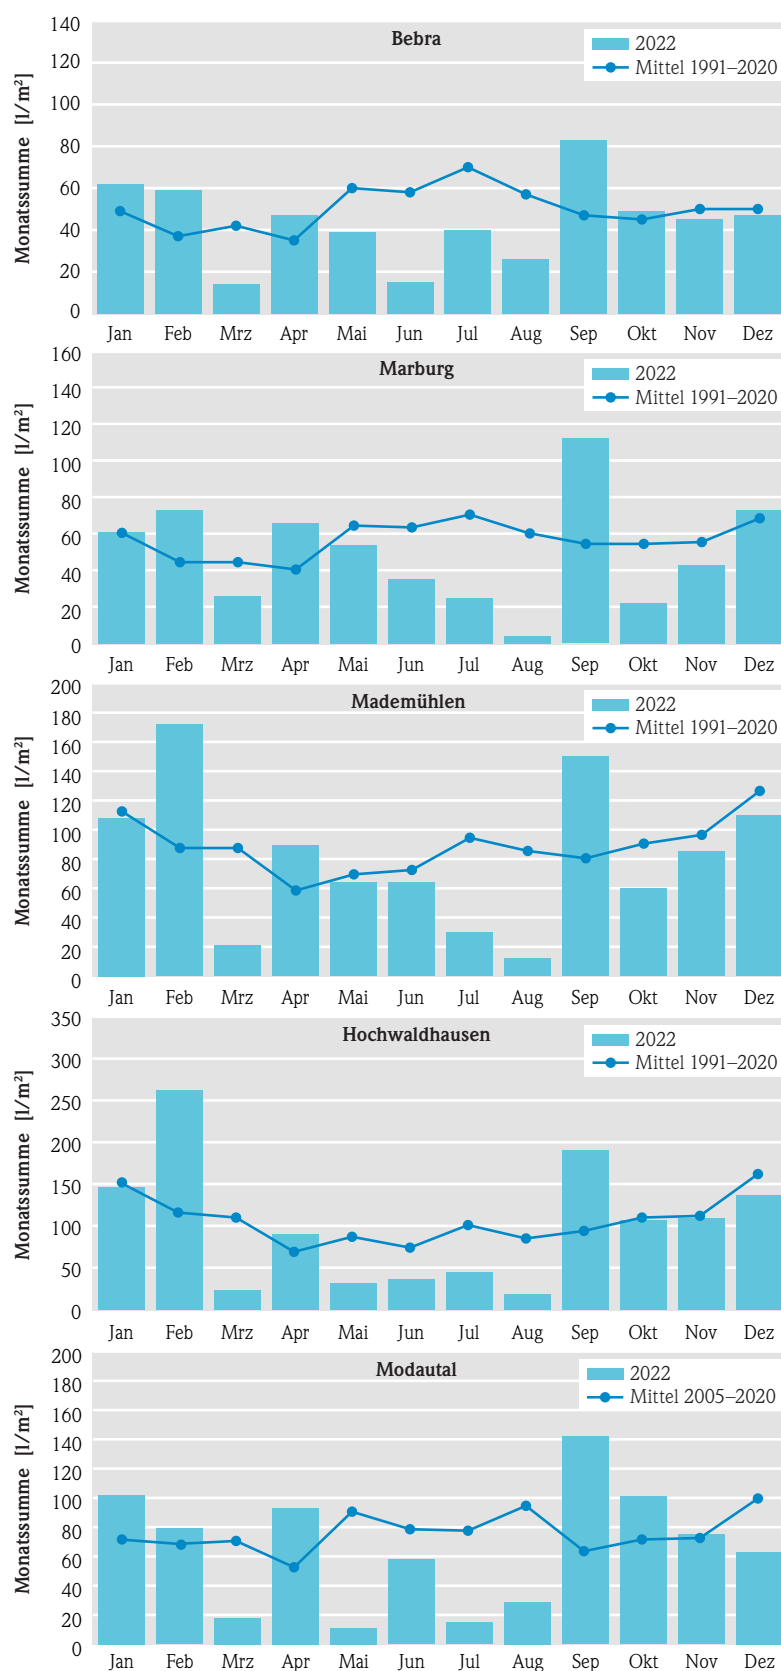 Bebra
2022
Mittel 1991–2020
Monatssumme [l/m²]
140
120
100
80
60
40
20
0
Jan Feb Mrz Apr Mai Jun Jul Aug Sep Okt Nov Dez
Marburg
2022
Mittel 1991–2020
Monatssumme [l/m²]
160
140
120
100
80
60
40
20
0
Jan Feb Mrz Apr Mai Jun Jul Aug Sep Okt Nov Dez
Mademühlen
2022
Mittel 1991–2020
Monatssumme [l/m²]
200
180
160
140
120
100
80
60
40
20
0
Jan Feb Mrz Apr Mai Jun Jul Aug Sep Okt Nov Dez
Hochwaldhausen
2022
Mittel 1991–2020
Monatssumme [l/m²]
350
300
250
200
150
100
50
0
Jan Feb Mrz Apr Mai Jun Jul Aug Sep Okt Nov Dez
Modautal
2022
Mittel 2005–2020
Monatssumme [l/m²]
200
180
160
140
120
100
80
60
40
20
0
Jan Feb Mrz Apr Mai Jun Jul Aug Sep Okt Nov Dez